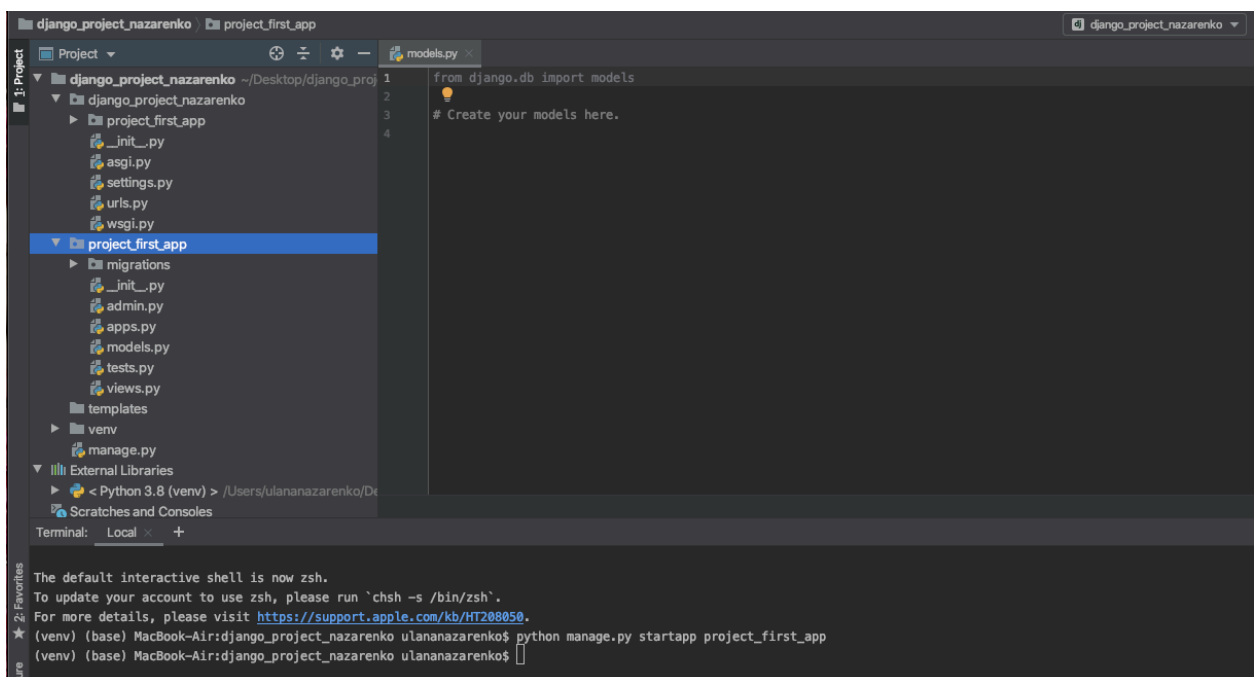 django_project_nazarenko
project_first_app
django_project_nazarenko
1: Project
Project
models.py
django_project_nazarenko ~/Desktop/django_proj
django_project_nazarenko
project_first_app
__init__.py
asgi.py
settings.py
urls.py
wsgi.py
project_first_app
migrations
__init__.py
admin.py
apps.py
models.py
tests.py
views.py
templates
venv
manage.py
External Libraries
< Python 3.8 (venv) > /Users/ulananazarenko/De
Scratches and Consoles
1 from django.db import models
2
3 # Create your models here.
4
Terminal: Local +
2: Favorites
The default interactive shell is now zsh.
To update your account to use zsh, please run `chsh -s /bin/zsh`.
For more details, please visit https://support.apple.com/kb/HT208050.
(venv) (base) MacBook-Air:django_project_nazarenko ulananazarenko$ python manage.py startapp project_first_app
(venv) (base) MacBook-Air:django_project_nazarenko ulananazarenko$